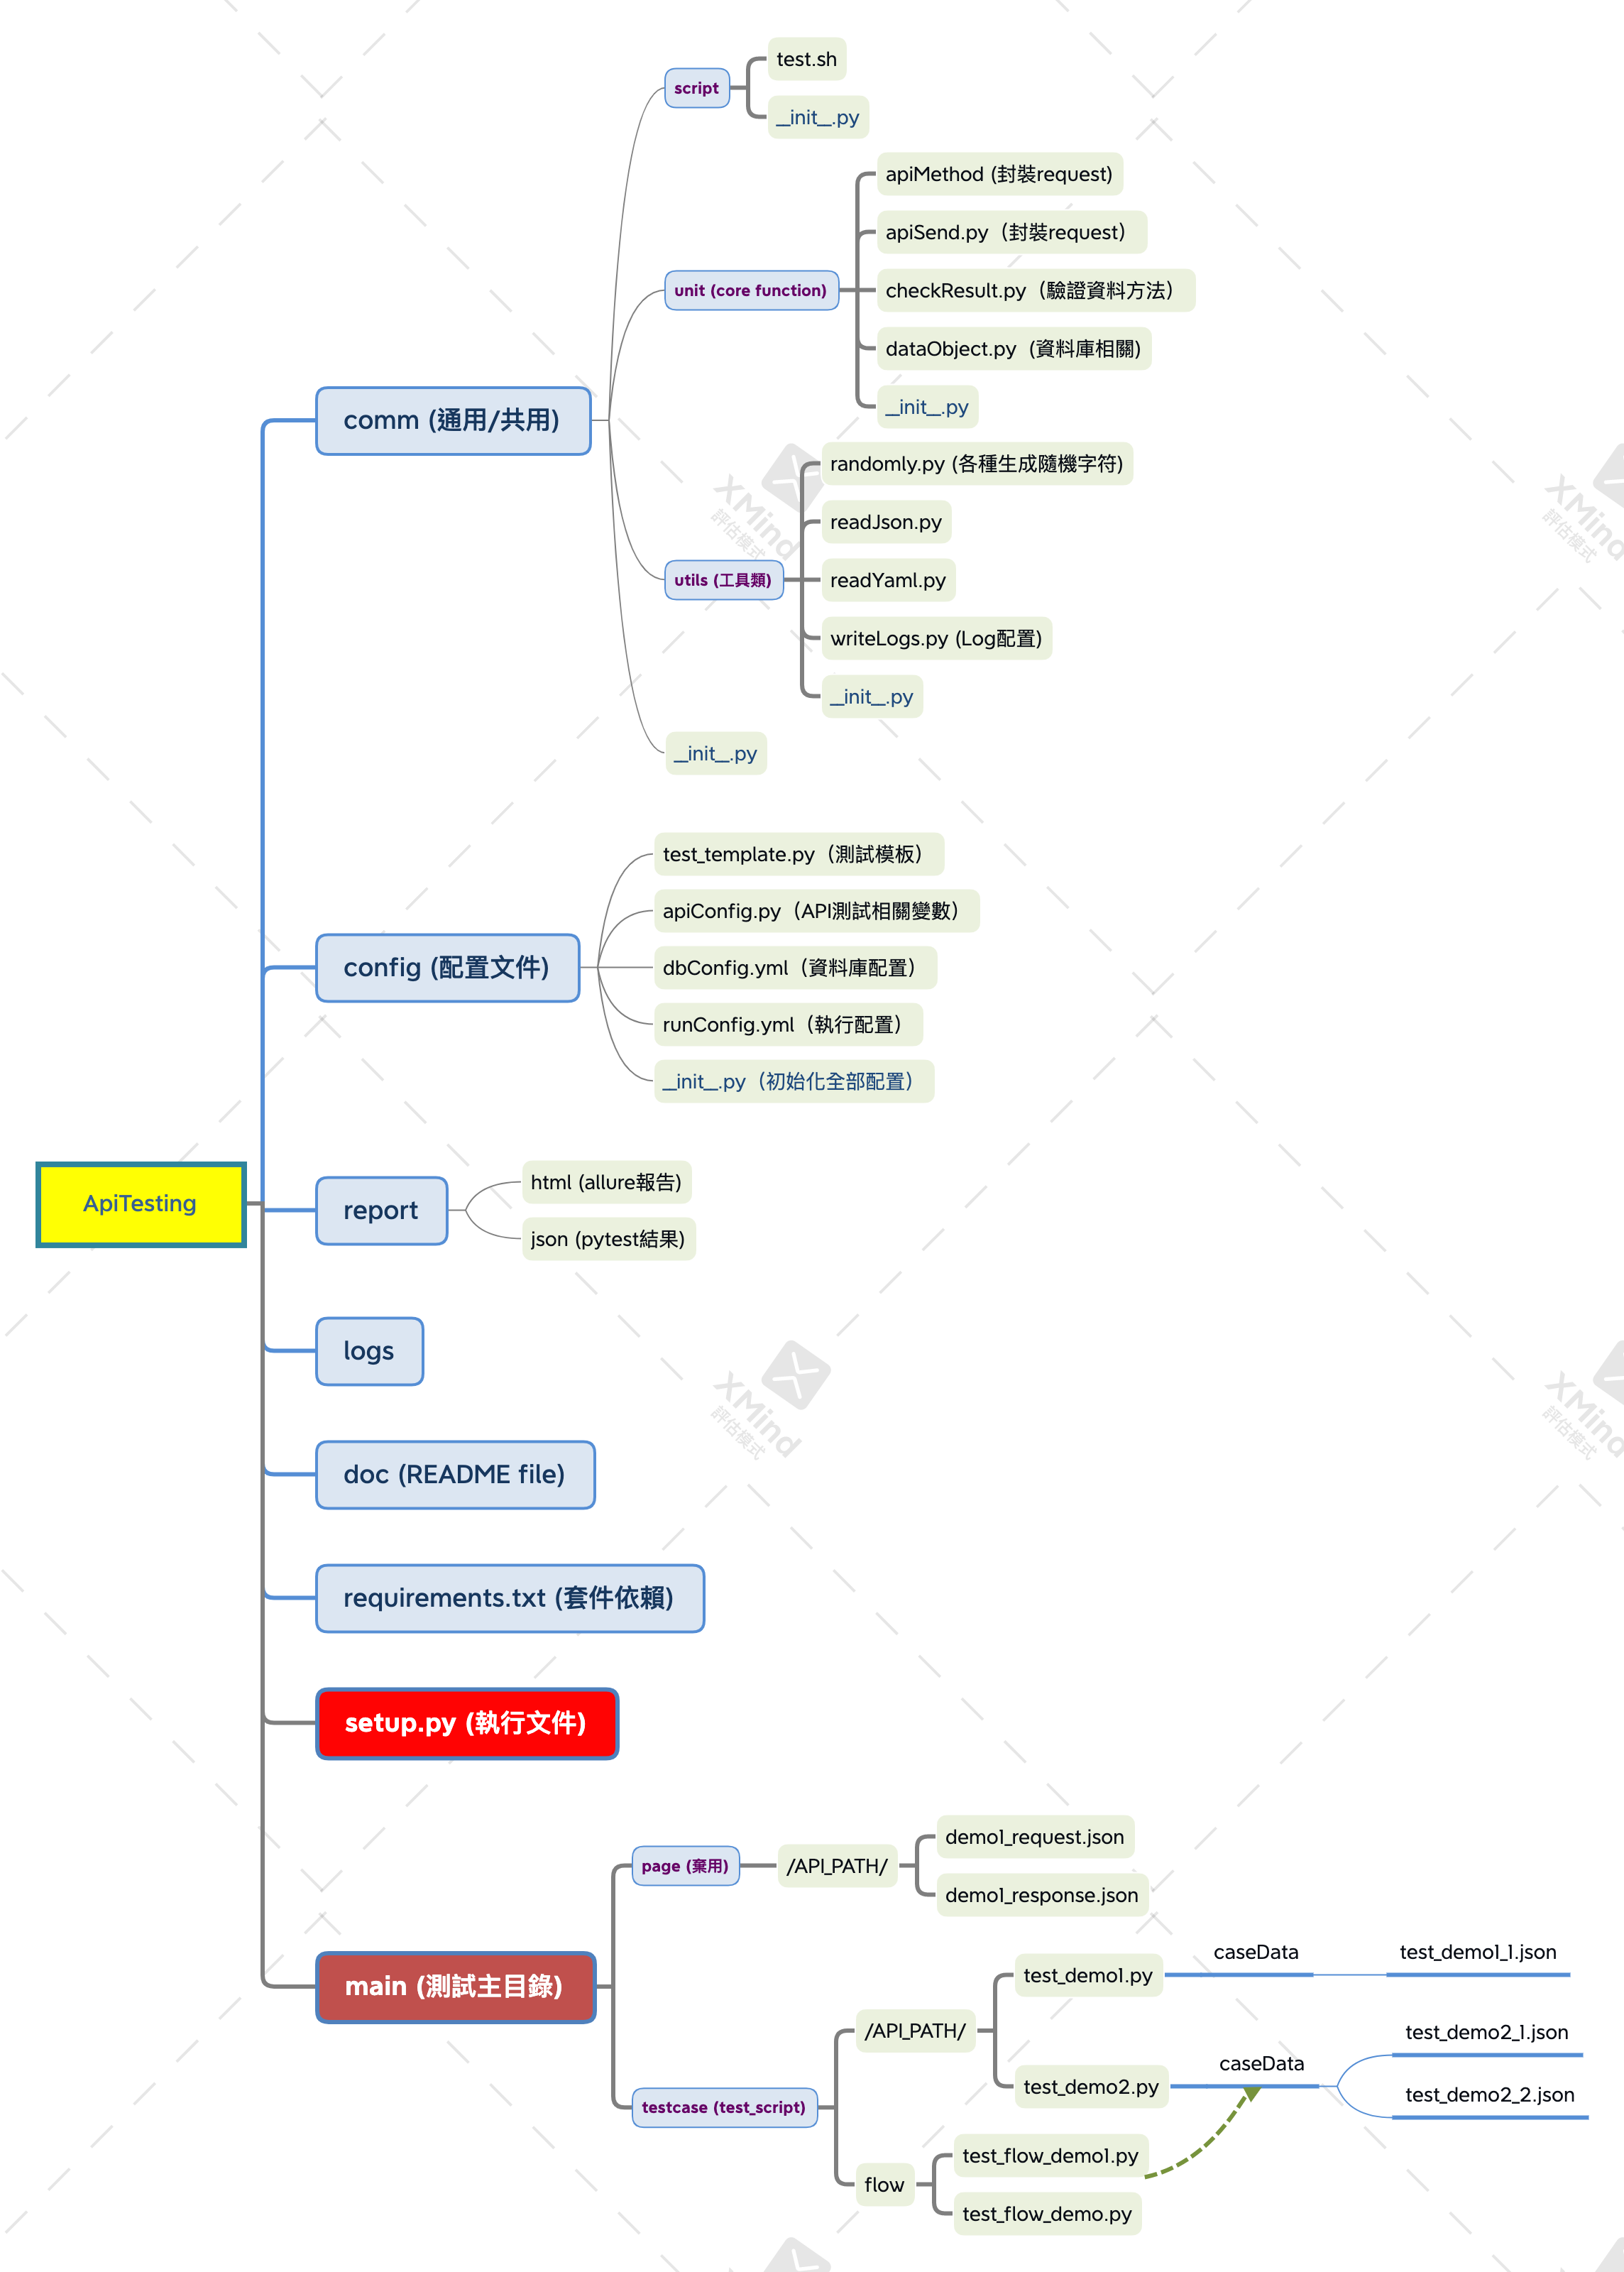 test.sh
script
__init__.py
apiMethod (封裝request)
apiSend.py（封裝request）
unit (core function)
checkResult.py（驗證資料方法）
dataObject.py (資料庫相關)
__init__.py
comm (通用/共用)
randomly.py (各種生成隨機字符)
readJson.py
utils (工具類)
readYaml.py
writeLogs.py (Log配置)
__init__.py
__init__.py
test_template.py（測試模板）
apiConfig.py（API測試相關變數）
config (配置文件)
dbConfig.yml（資料庫配置）
runConfig.yml（執行配置）
__init__.py（初始化全部配置）
ApiTesting
html (allure報告)
report
json (pytest結果)
logs
doc (README file)
requirements.txt (套件依賴)
setup.py (執行文件)
demo1_request.json
page (棄用)
/API_PATH/
demo1_response.json
main (測試主目錄)
caseData
test_demo1_1.json
test_demo1.py
/API_PATH/
test_demo2_1.json
caseData
test_demo2.py
test_demo2_2.json
testcase (test_script)
test_flow_demo1.py
flow
test_flow_demo.py
XMind
評估模式
XMind
評估模式
XMind
評估模式
XMind
評估模式